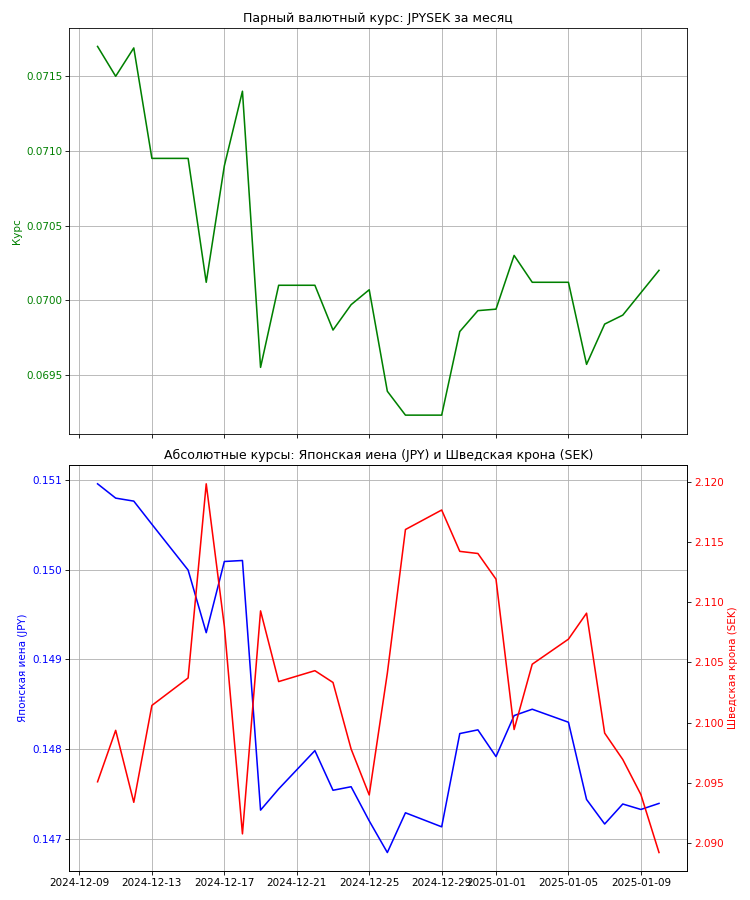 Парный валютный курс: JPYSEK за месяц
0.0715
0.0710
0.0705
0.0700
0.0695
Курс
Абсолютные курсы: Японская иена (JPY) и Шведская крона (SEK)
0.151
0.150
0.149
0.148
0.147
Японская иена (JPY)
2.120
2.115
2.110
2.105
2.100
2.095
2.090
Шведская крона (SEK)
2024-12-09 2024-12-13 2024-12-17 2024-12-21 2024-12-25 2024-12-29 2025-01-01 2025-01-05 2025-01-09